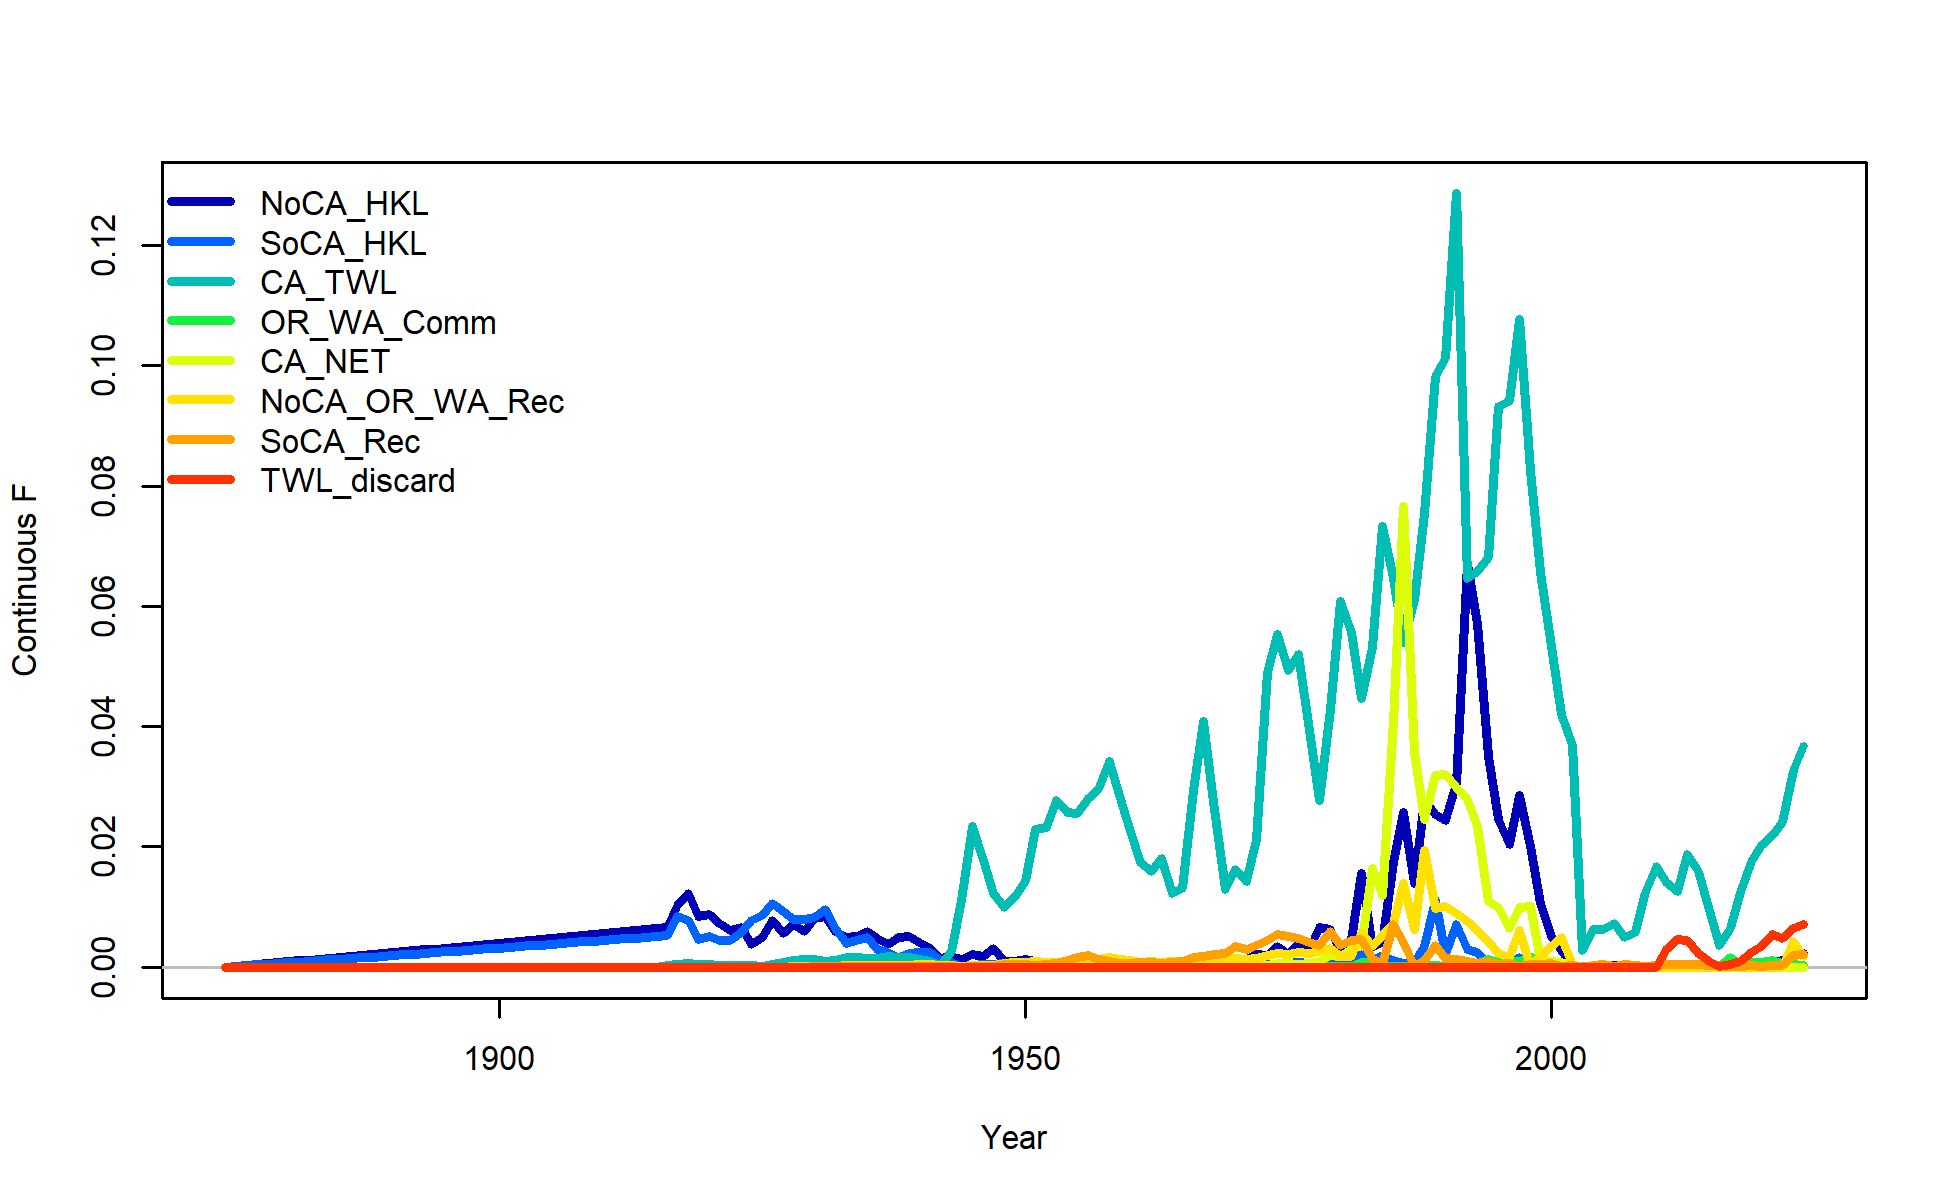 NoCA_HKL
SoCA_HKL
CA_TWL
OR_WA_Comm
CA_NET
NoCA_OR_WA_Rec
SoCA_Rec
TWL_discard
Continuous F
0.12
0.10
0.08
0.06
0.04
0.02
0.00
1900 1950 2000
Year